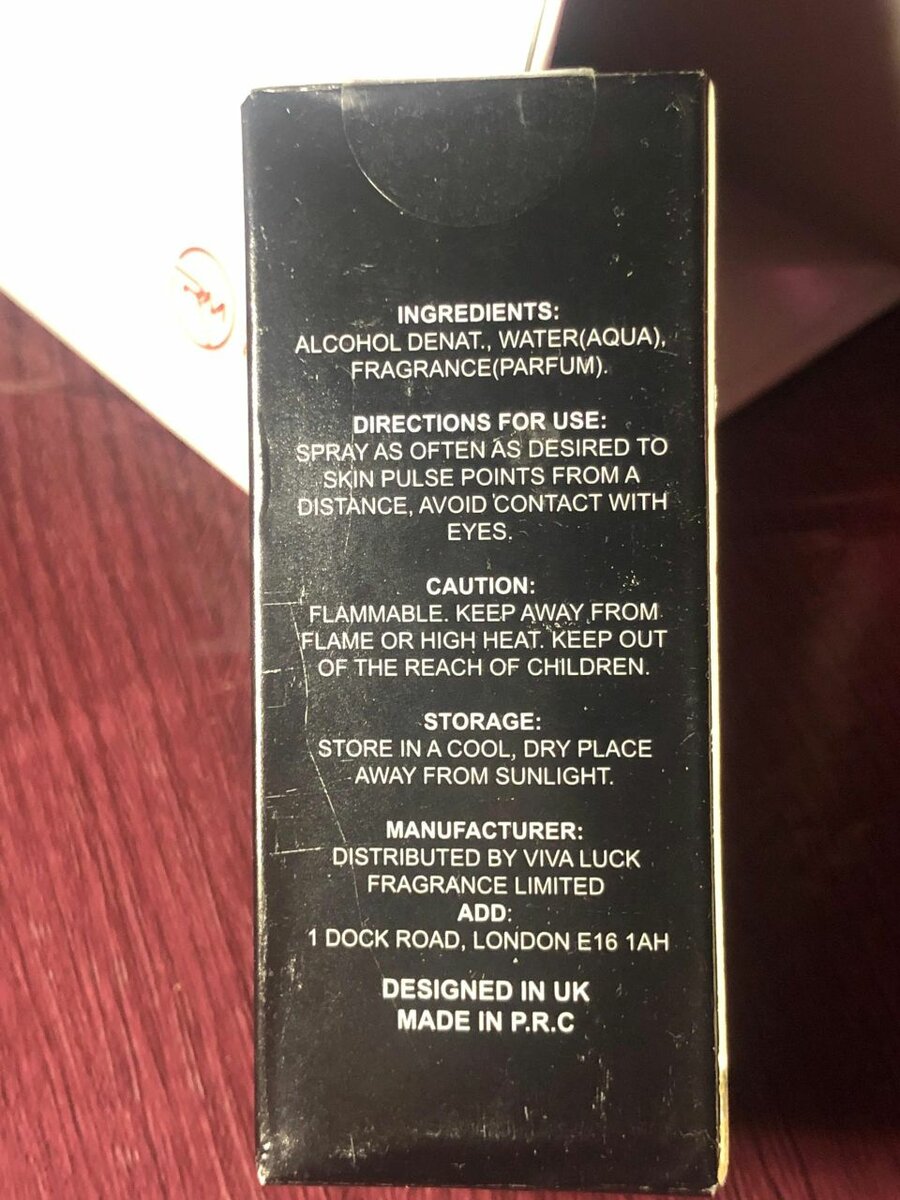 INGREDIENTS:
ALCOHOL DENAT., WATER(AQUA),
FRAGRANCE(PARFUM).
DIRECTIONS FOR USE:
SPRAY AS OFTEN AS DESIRED TO
SKIN PULSE POINTS FROM A
DISTANCE, AVOID CONTACT WITH
EYES.
CAUTION:
FLAMMABLE. KEEP AWAY FROM
FLAME OR HIGH HEAT. KEEP OUT
OF THE REACH OF CHILDREN.
STORAGE:
STORE IN A COOL, DRY PLACE
AWAY FROM SUNLIGHT.
MANUFACTURER:
DISTRIBUTED BY VIVA LUCK
FRAGRANCE LIMITED
ADD:
1 DOCK ROAD, LONDON E16 1AH
DESIGNED IN UK
MADE IN P.R.C